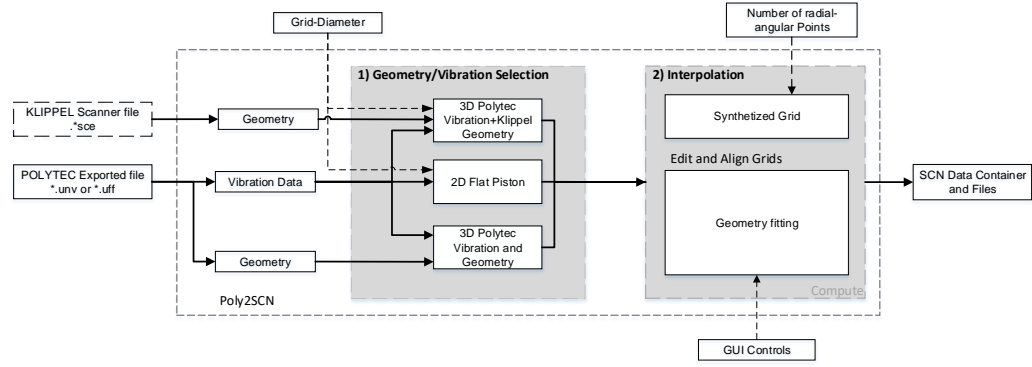 Grid-Diameter
Number of radial-
angular Points
1) Geometry/Vibration Selection
2) Interpolation
KLIPPEL Scanner file
.*sce
Geometry
3D Polytec
Vibration+Klippel
Geometry
Synthetized Grid
Edit and Align Grids
POLYTEC Exported file
*.unv or *.uff
Vibration Data
2D Flat Piston
SCN Data Container
and Files
Geometry fitting
3D Polytec
Vibration and
Geometry
Geometry
Compute
Poly2SCN
GUI Controls